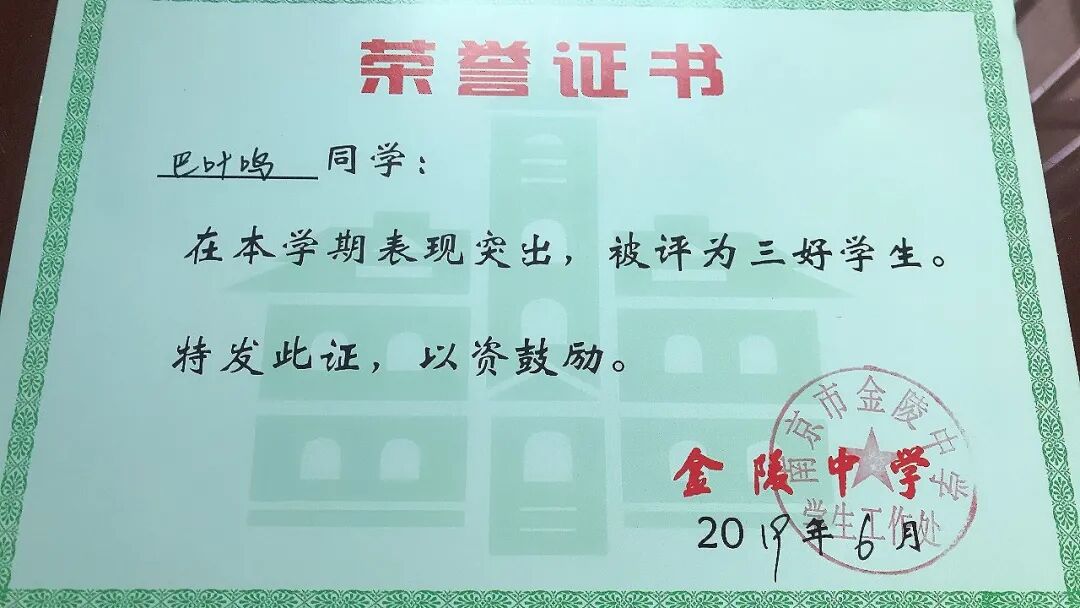 荣誉证书
巴叶鸣 同学：
在本学期表现突出，被评为三好学生。
特发此证，以资鼓励。
金陵中学
2019年6月
南京市金陵中学
学生工作处